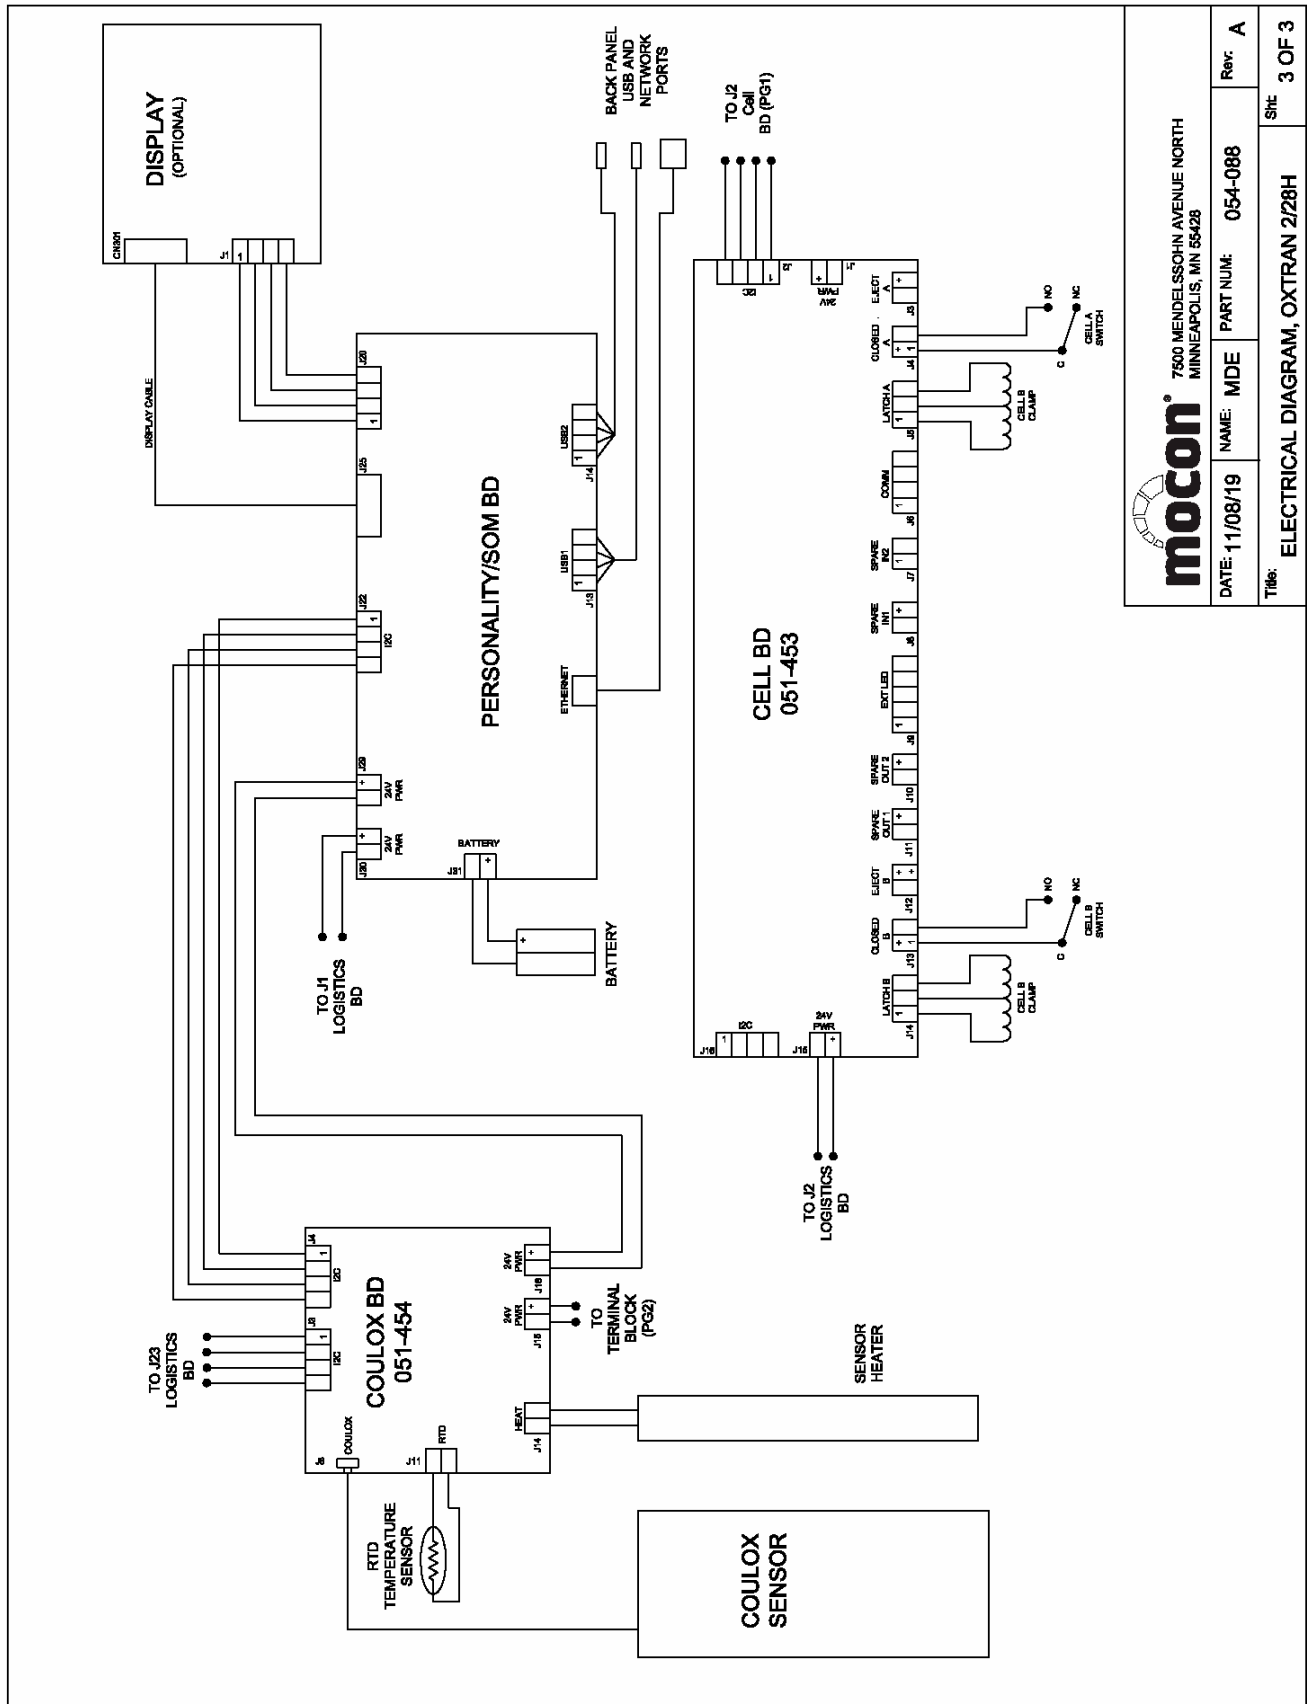 DISPLAY
(OPTIONAL)
CN301
J1
1
DISPLAY CABLE
BACK PANEL
USB AND
NETWORK
PORTS
PERSONALITY/SOM BD
J25
1
J22
1
I2C
J29
+
24V
PWR
+
24V
PWR
BATTERY
+
USB2
1
J14
USB1
1
J13
ETHERNET
TO J1
LOGISTICS
BD
+
BATTERY
COULOX BD
051-454
J4
1
I2C
J3
1
I2C
TO J23
LOGISTICS
BD
COULOX
J11
RTD
RTD
TEMPERATURE
SENSOR
HEAT
J14
24V
PWR
+
J15
24V
PWR
+
J16
TO
TERMINAL
BLOCK
(PG2)
SENSOR
HEATER
COULOX
SENSOR
CELL BD
051-453
TO J2
Cell
BD (PG1)
I2C
1
J2
24V
PWR
+
J1
EJECT
A
+
J3
CLOSED
A
+
1
J4
LATCH A
1
J5
COMM
1
J6
SPARE
IN2
1
J7
SPARE
IN1
+
J8
EXT LED
1
J9
SPARE
OUT 2
+
J10
SPARE
OUT 1
+
J11
EJECT
B
+ +
J12
CLOSED
B
+
1
J13
LATCH B
1
J14
J16
1
I2C
J15
24V
PWR
+
TO J2
LOGISTICS
BD
NO
NC
C
CELL A
SWITCH
CELL B
CLAMP
NO
NC
C
CELL B
SWITCH
CELL B
CLAMP
mocon®
7500 MENDELSSOHN AVENUE NORTH
MINNEAPOLIS, MN 55428
DATE: 11/08/19
NAME: MDE
PART NUM: 054-088
Rev: A
Title: ELECTRICAL DIAGRAM, OXTRAN 2/28H
Sht: 3 OF 3